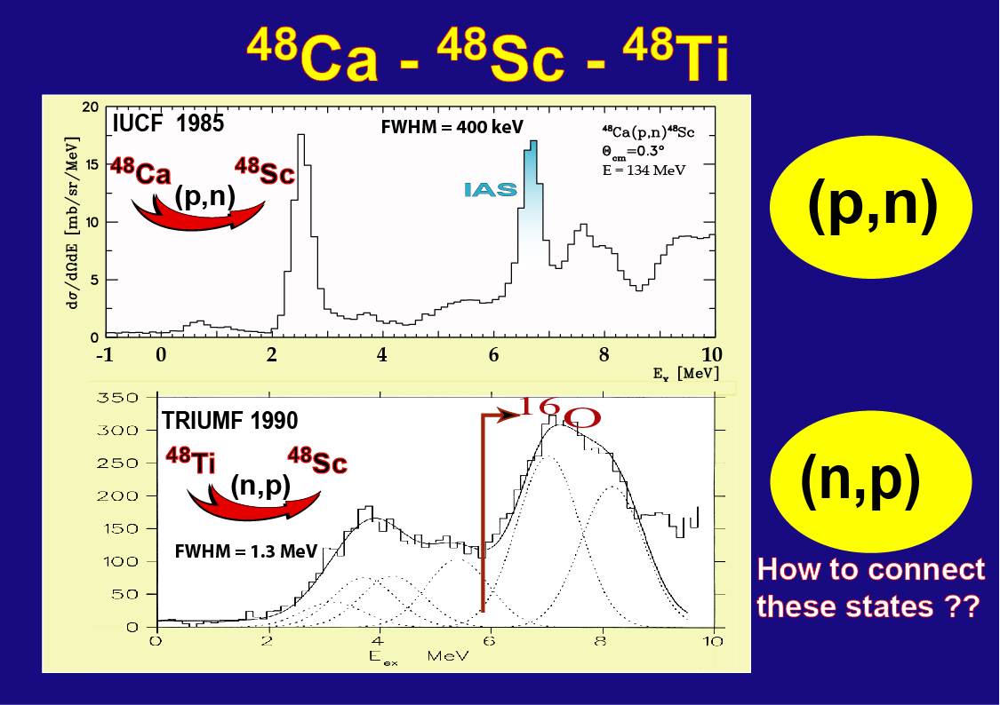 ⁴⁸Ca - ⁴⁸Sc - ⁴⁸Ti
20
15
10
5
0
dσ/dΩdE [mb/sr/MeV]
IUCF 1985
FWHM = 400 keV
⁴⁸Ca(p,n)⁴⁸Sc
Θcm=0.3°
E = 134 MeV
⁴⁸Ca
⁴⁸Sc
(p,n)
IAS
-1 0 2 4 6 8 10
Eₓ [MeV]
(p,n)
350
300
250
200
150
100
50
0
TRIUMF 1990
¹⁶O
⁴⁸Ti
⁴⁸Sc
(n,p)
FWHM = 1.3 MeV
0 2 4 6 8 10
Eex MeV
(n,p)
How to connect
these states ??